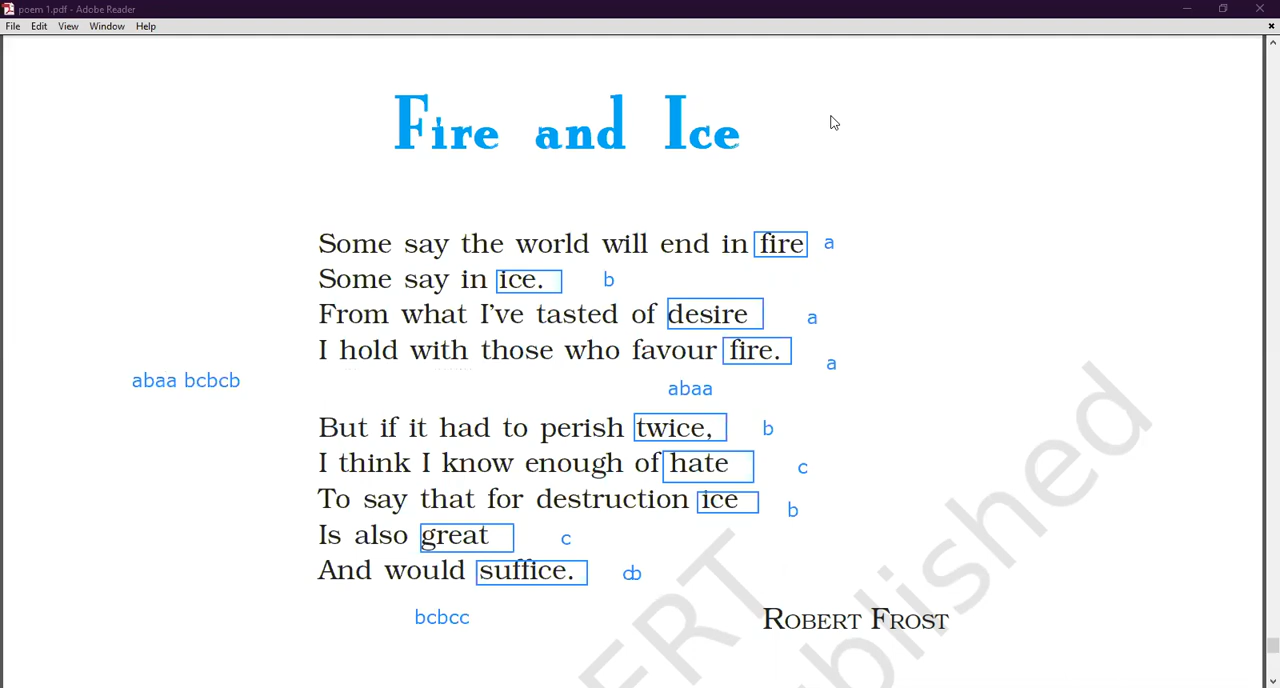 poem 1.pdf - Adobe Reader
File Edit View Window Help
Fire and Ice
Some say the world will end in fire a
Some say in ice. b
From what I've tasted of desire a
I hold with those who favour fire. a
abaa bcbcb
abaa
But if it had to perish twice, b
I think I know enough of hate c
To say that for destruction ice b
Is also great c
And would suffice. cb
bcbcc
ROBERT FROST
ERT
ublished